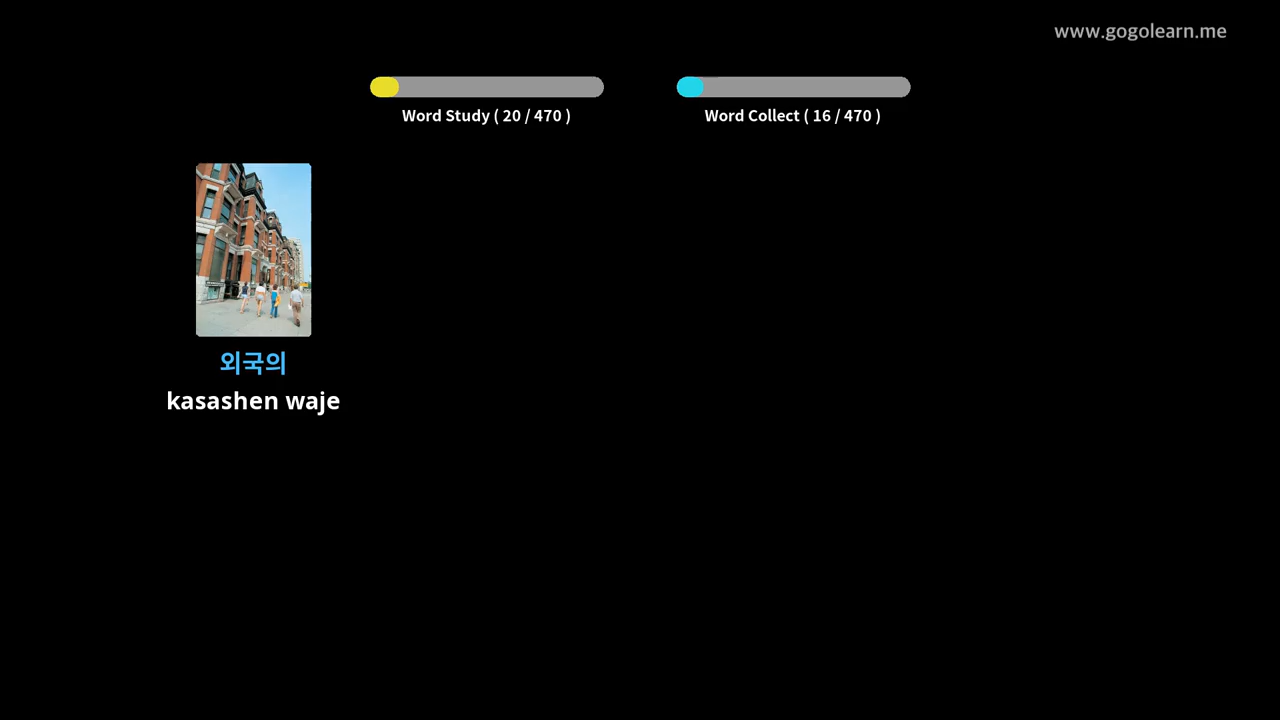 www.gogolearn.me
Word Study ( 20 / 470 )
Word Collect ( 16 / 470 )
외국의
kasashen waje